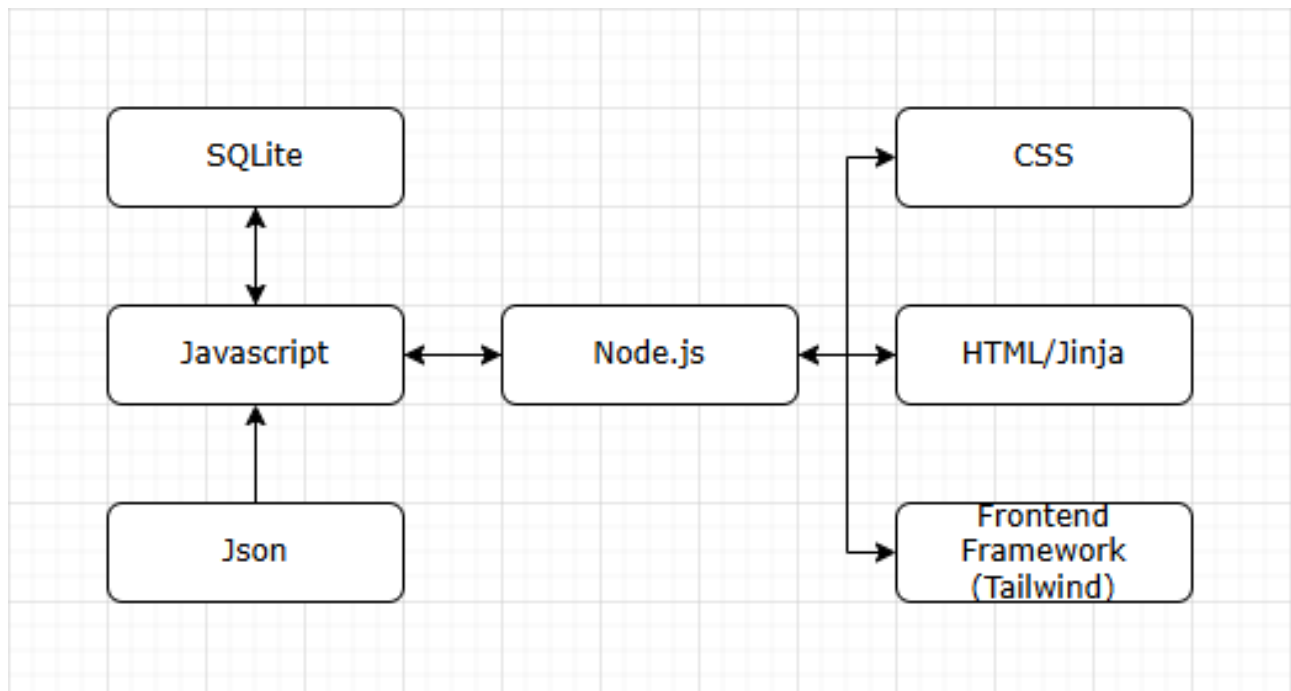 SQLite
CSS
Javascript
Node.js
HTML/Jinja
Json
Frontend
Framework
(Tailwind)